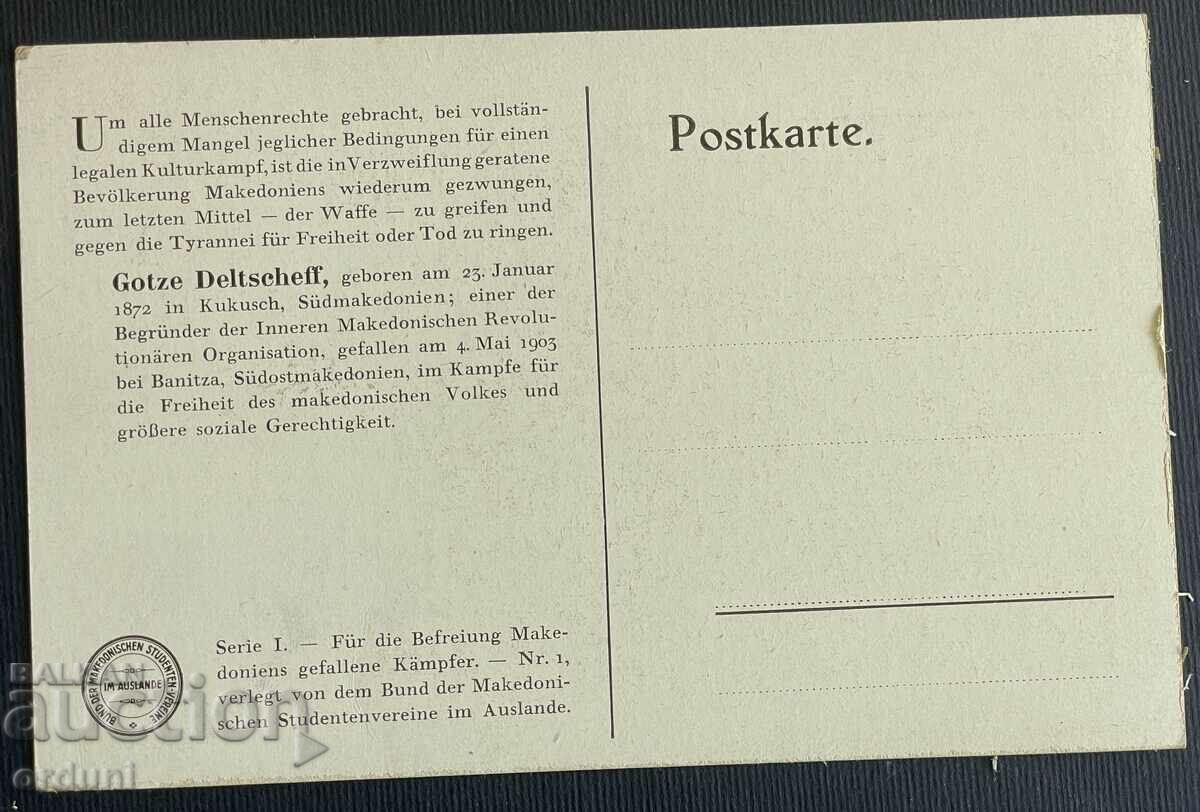 Um alle Menschenrechte gebracht, bei vollstän-
digem Mangel jeglicher Bedingungen für einen
legalen Kulturkampf, ist die in Verzweiflung geratene
Bevölkerung Makedoniens wiederum gezwungen,
zum letzten Mittel — der Waffe — zu greifen und
gegen die Tyrannei für Freiheit oder Tod zu ringen.
Gotze Deltscheff, geboren am 23. Januar
1872 in Kukusch, Südmakedonien; einer der
Begründer der Inneren Makedonischen Revolu-
tionären Organisation, gefallen am 4. Mai 1903
bei Banitza, Südostmakedonien, im Kampfe für
die Freiheit des makedonischen Volkes und
größere soziale Gerechtigkeit.
Serie I. — Für die Befreiung Make-
doniens gefallene Kämpfer. — Nr. 1,
verlegt von dem Bund der Makedoni-
schen Studentenvereine im Auslande.
BUND DER MAKEDONISCHEN STUDENTEN-VEREINE
IM AUSLANDE
Postkarte.
BALKAN
auction
orduni